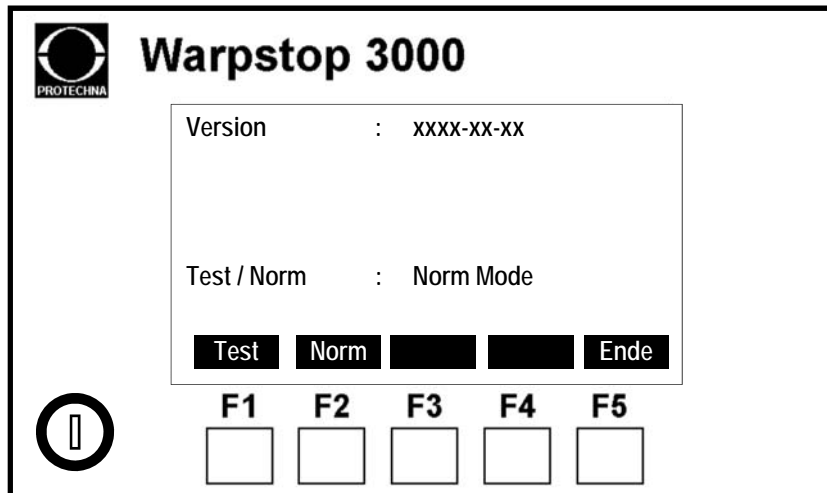 PROTECHNA
Warpstop 3000
Version : xxxx-xx-xx
Test / Norm : Norm Mode
Test Norm Ende
F1 F2 F3 F4 F5